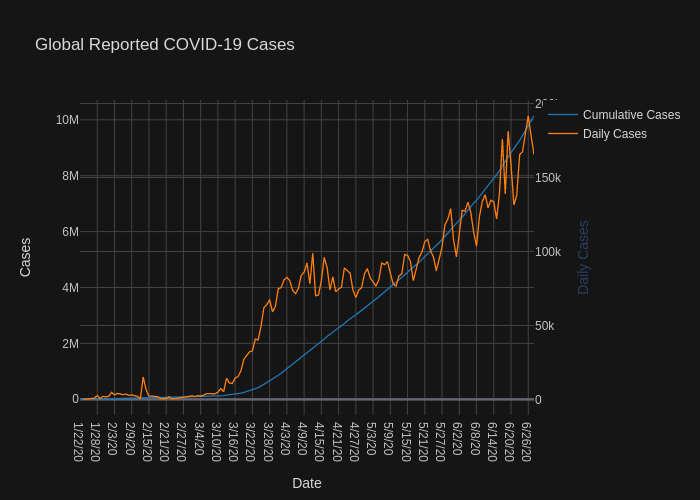 Global Reported COVID-19 Cases
Cumulative Cases
Daily Cases
10M
8M
6M
4M
2M
0
150k
100k
50k
0
Cases
Daily Cases
1/22/20
1/28/20
2/3/20
2/9/20
2/15/20
2/21/20
2/27/20
3/4/20
3/10/20
3/16/20
3/22/20
3/28/20
4/3/20
4/9/20
4/15/20
4/21/20
4/27/20
5/3/20
5/9/20
5/15/20
5/21/20
5/27/20
6/2/20
6/8/20
6/14/20
6/20/20
6/26/20
Date